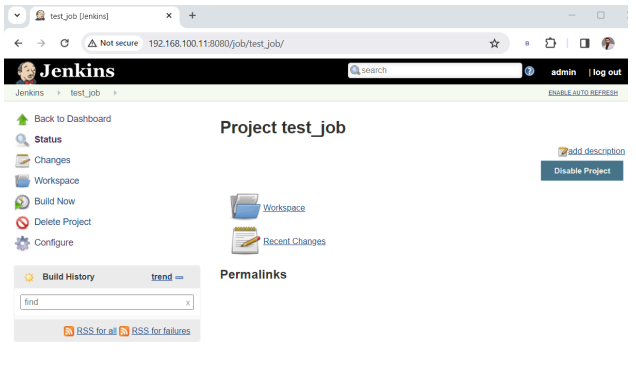 test_job [Jenkins]
Not secure 192.168.100.11:8080/job/test_job/
Jenkins
search
admin | log out
Jenkins test_job
ENABLE AUTO REFRESH
Back to Dashboard
Status
Changes
Workspace
Build Now
Delete Project
Configure
Project test_job
add description
Disable Project
Workspace
Recent Changes
Permalinks
Build History trend
find x
RSS for all RSS for failures